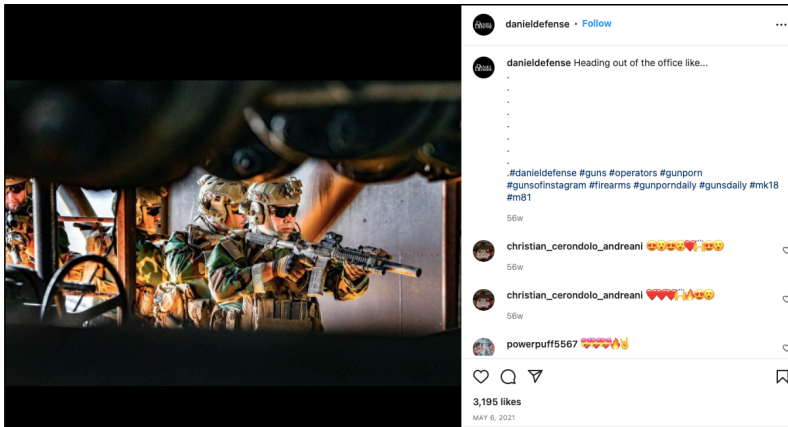 danieldefense • Follow
danieldefense Heading out of the office like...
.
.
.
.
.
.
.
.#danieldefense #guns #operators #gunporn
#gunsofinstagram #firearms #gunporndaily #gunsdaily #mk18
#m81
56w
christian_cerondolo_andreani 😍😮😍😮❤️🙌😍😮
56w
christian_cerondolo_andreani ❤️❤️❤️🙌🔥😍😮
56w
powerpuff5567 💝💝💝🔥🤘
3,195 likes
MAY 6, 2021